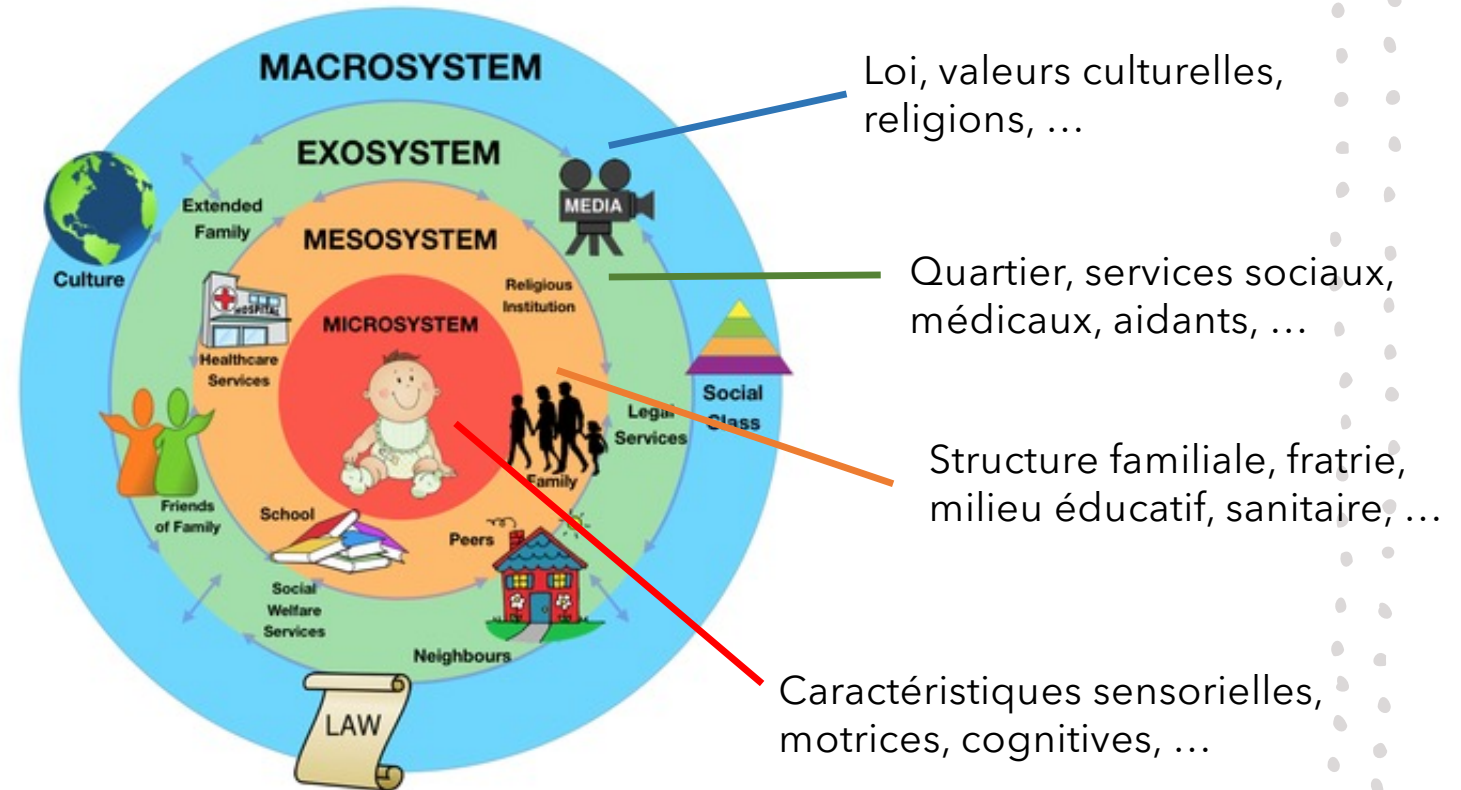 MACROSYSTEM
Loi, valeurs culturelles,
religions, ...
EXOSYSTEM
MEDIA
Extended
Family
MESOSYSTEM
Culture
Religious
Institution
Quartier, services sociaux,
médicaux, aidants, ...
HOSPITAL
MICROSYSTEM
Healthcare
Services
Social
Class
Legal
Services
Structure familiale, fratrie,
milieu éducatif, sanitaire, ...
Family
Friends
of Family
School
Peers
Social
Welfare
Services
Neighbours
LAW
Caractéristiques sensorielles,
motrices, cognitives, ...